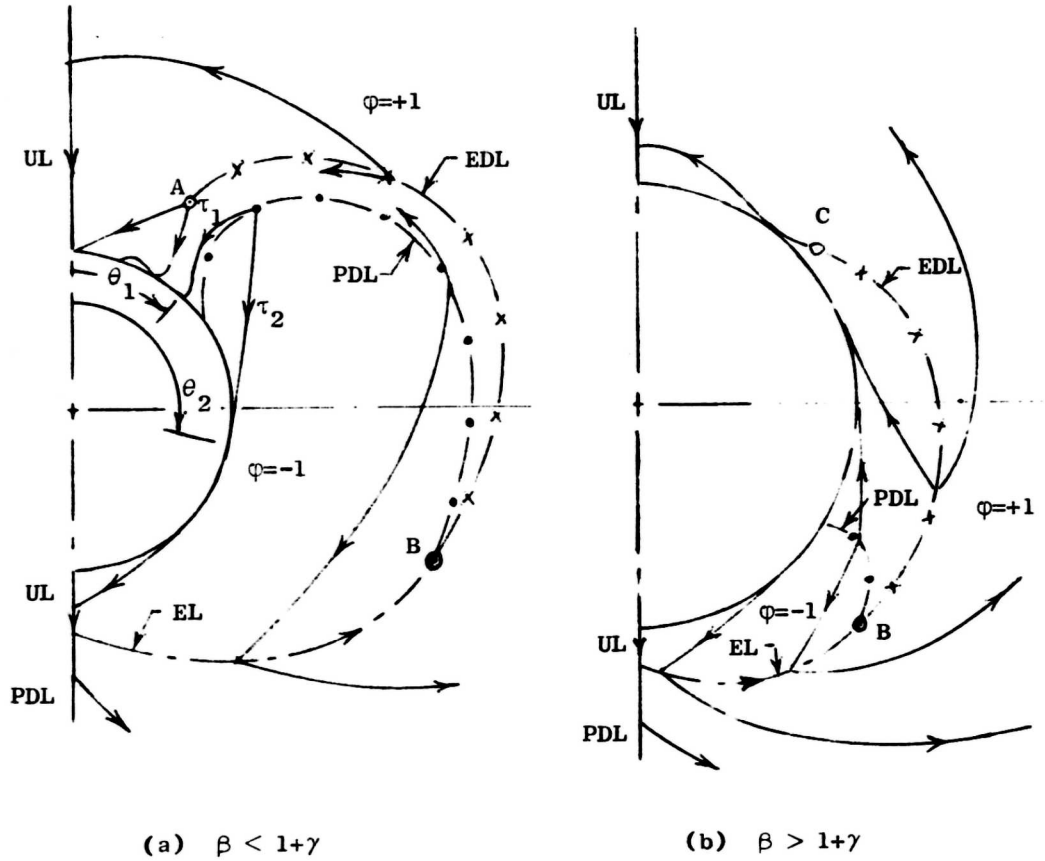 φ=+1
UL
EDL
A
τ1
PDL
θ1
τ2
θ2
φ=-1
B
UL
EL
PDL
(a) β < 1+γ
UL
C
EDL
PDL
φ=+1
φ=-1
B
UL
EL
PDL
(b) β > 1+γ